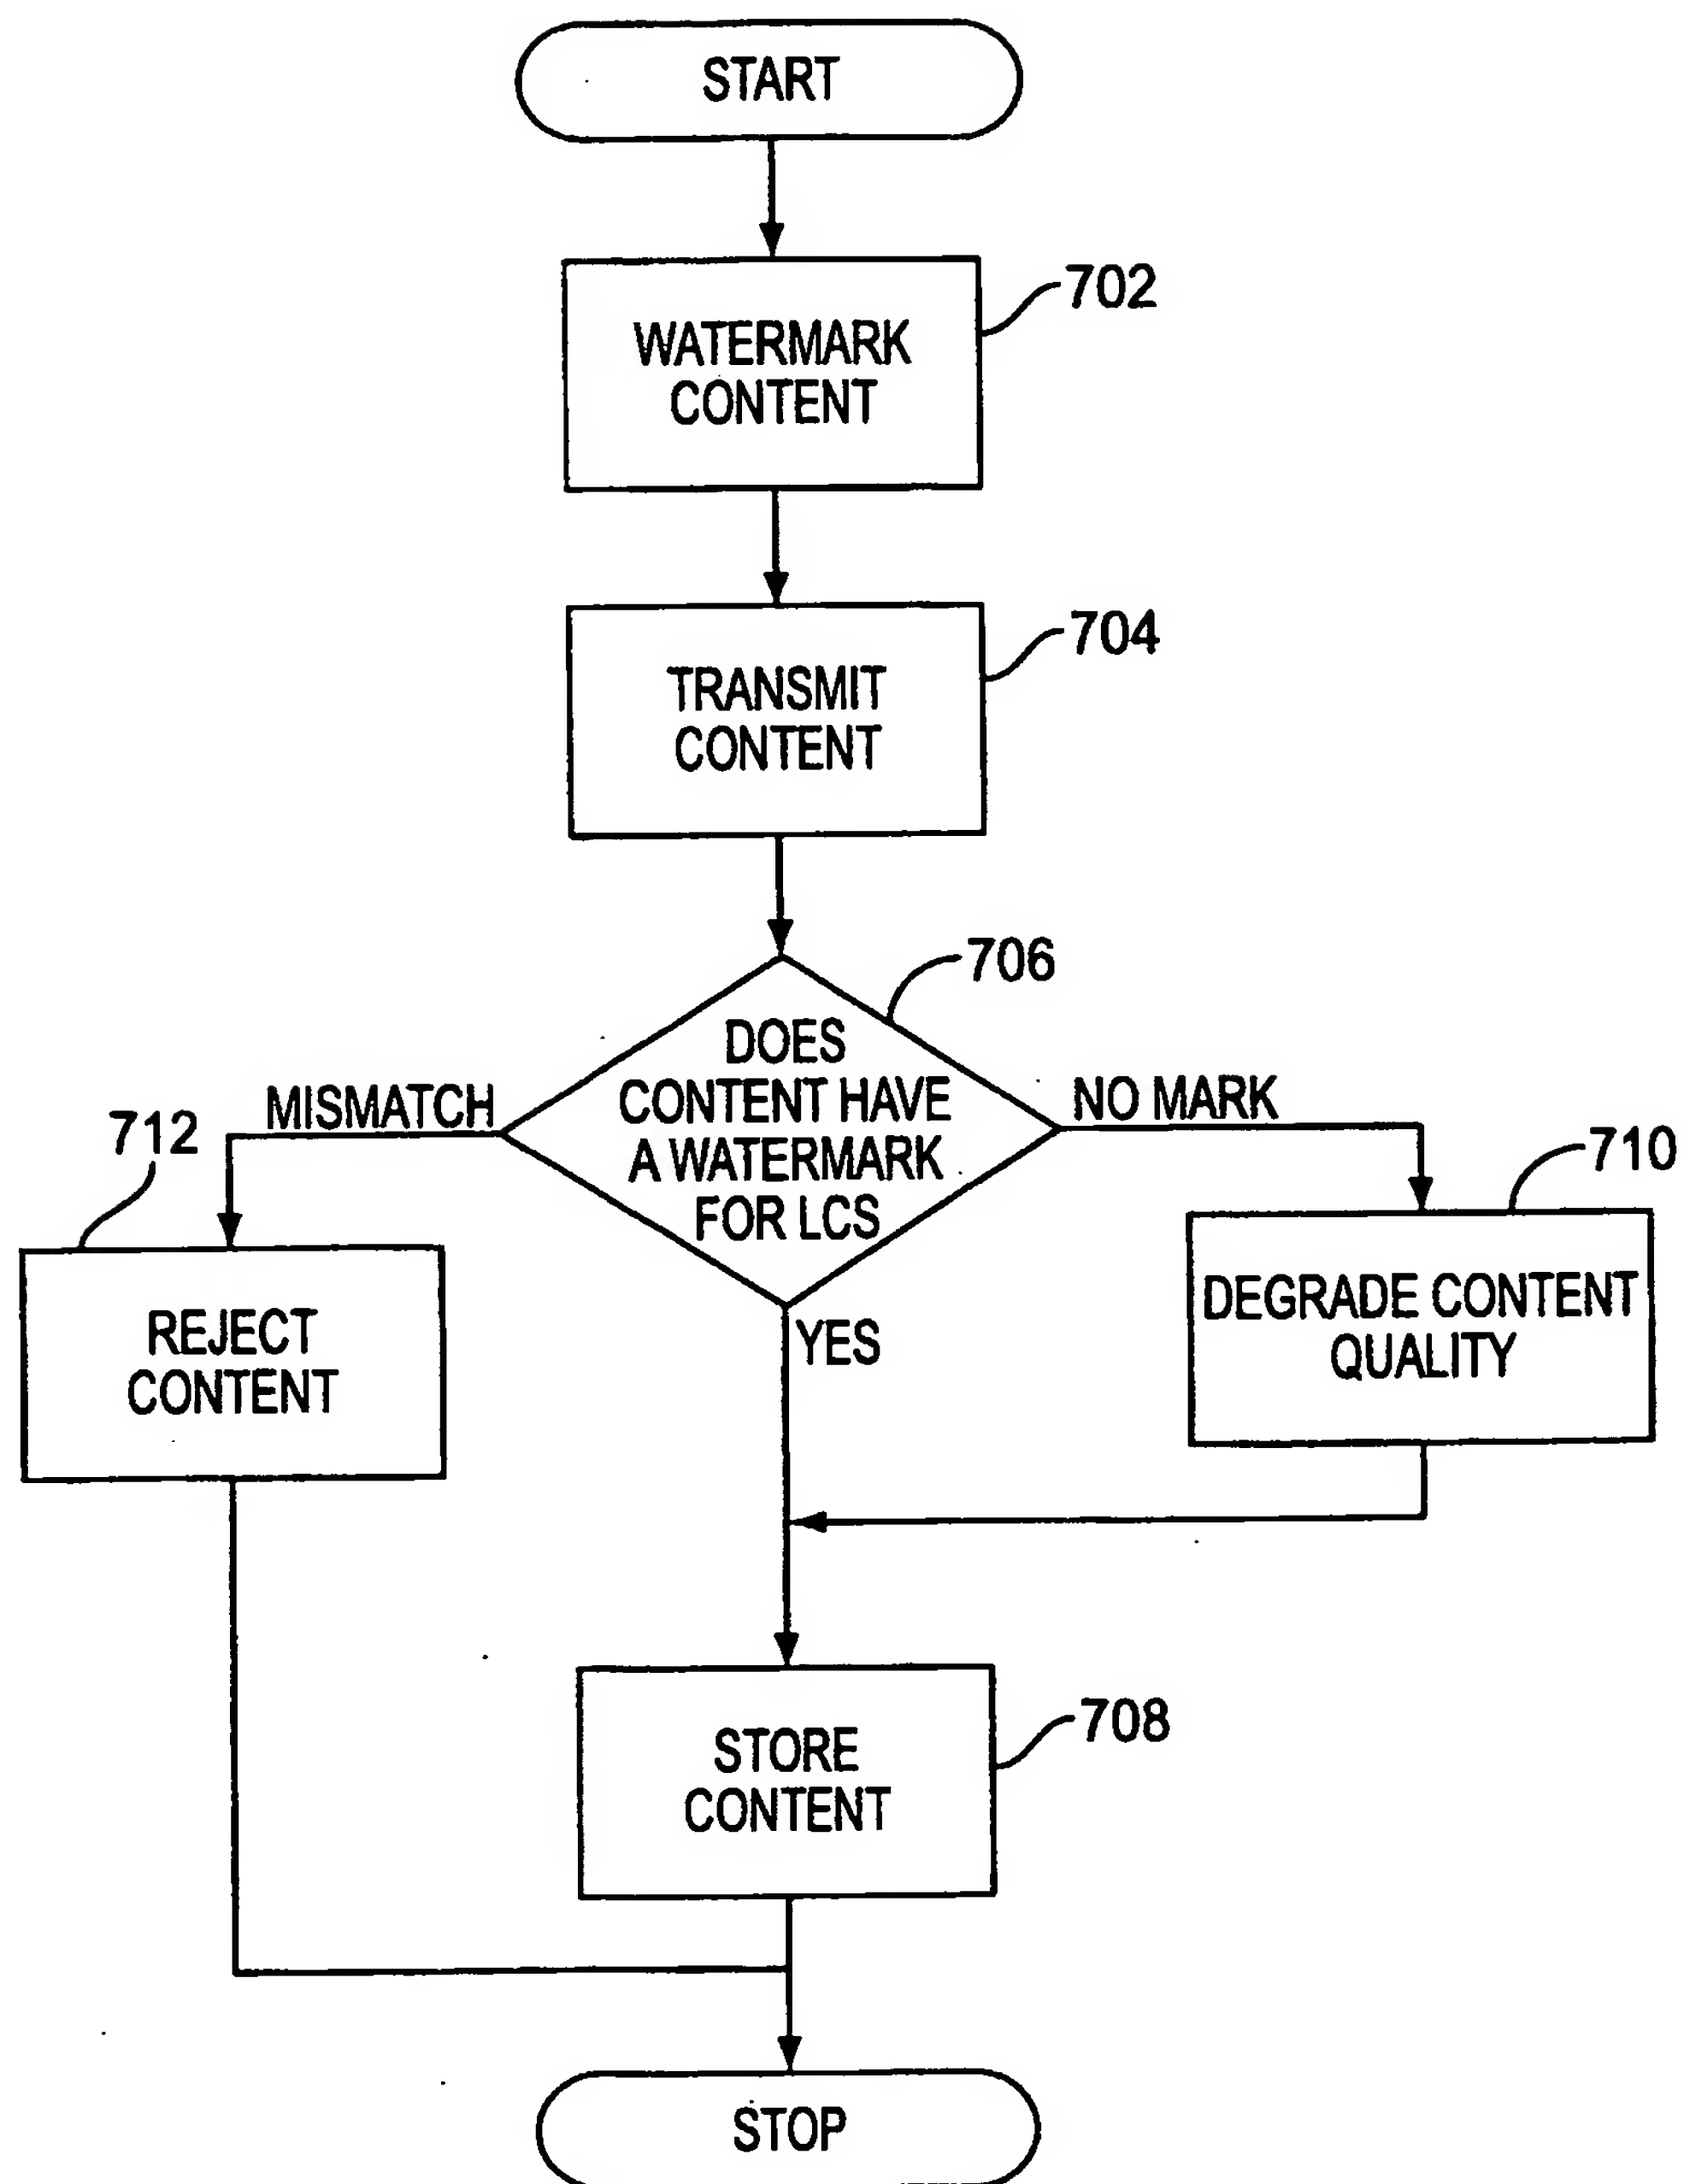 START
702
WATERMARK
CONTENT
704
TRANSMIT
CONTENT
706
DOES
CONTENT HAVE
A WATERMARK
FOR LCS
MISMATCH
NO MARK
712
710
REJECT
CONTENT
YES
DEGRADE CONTENT
QUALITY
708
STORE
CONTENT
STOP